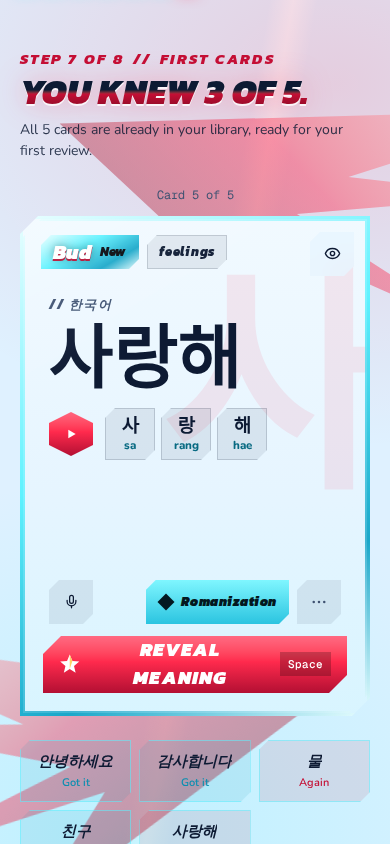 STEP 7 OF 8 // FIRST CARDS
YOU KNEW 3 OF 5.
All 5 cards are already in your library, ready for your
first review.
Card 5 of 5
Bud New feelings
// 한국어
사랑해
사 랑 해
sa rang hae
Romanization
REVEAL
MEANING
Space
안녕하세요 감사합니다 물
Got it Got it Again
친구 사랑해